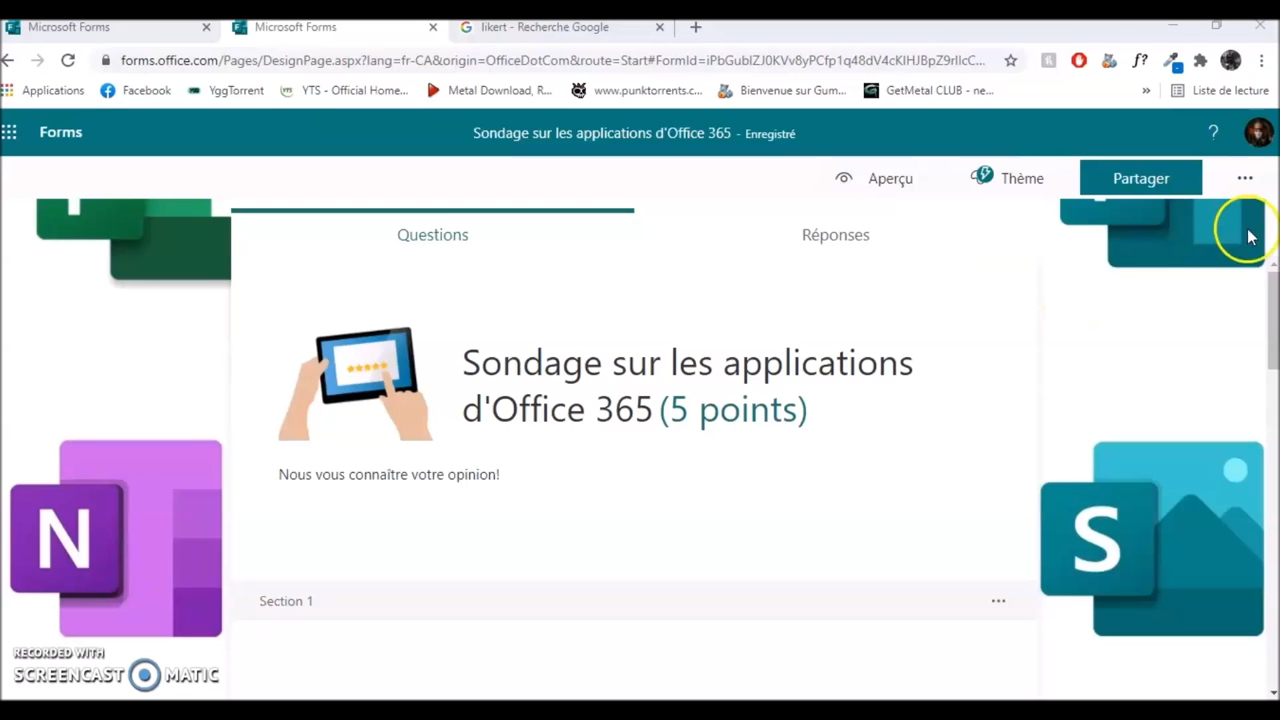 Microsoft Forms
Microsoft Forms
likert - Recherche Google
forms.office.com/Pages/DesignPage.aspx?lang=fr-CA&origin=OfficeDotCom&route=Start#FormId=iPbGubIZJ0KVv8yPCfp1q48dV4cKlHJBpZ9rllcC...
Applications
Facebook
YggTorrent
YTS - Official Home...
Metal Download, R...
www.punktorrents.c...
Bienvenue sur Gum...
GetMetal CLUB - ne...
»
Liste de lecture
Forms
Sondage sur les applications d'Office 365 - Enregistré
?
Aperçu
Thème
Partager
Questions
Réponses
Sondage sur les applications
d'Office 365 (5 points)
Nous vous connaître votre opinion!
Section 1
N
S
RECORDED WITH
SCREENCAST MATIC